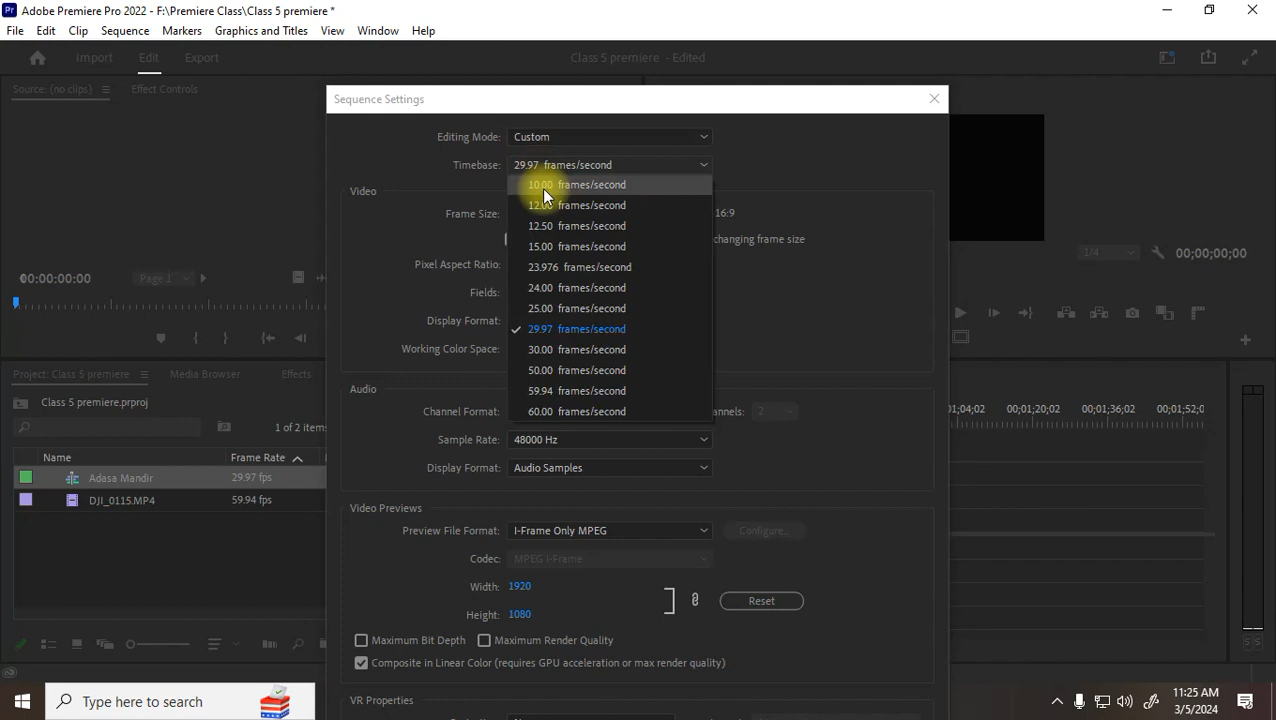 Pr Adobe Premiere Pro 2022 - F:\Premiere Class\Class 5 premiere *
File Edit Clip Sequence Markers Graphics and Titles View Window Help
Import Edit Export Class 5 premiere - Edited
Source: (no clips) Effect Controls
Sequence Settings
Editing Mode: Custom
Timebase: 29.97 frames/second
10.00 frames/second
12.00 frames/second
12.50 frames/second
15.00 frames/second
23.976 frames/second
24.00 frames/second
25.00 frames/second
29.97 frames/second
30.00 frames/second
50.00 frames/second
59.94 frames/second
60.00 frames/second
Video
Frame Size: 16:9
changing frame size
Pixel Aspect Ratio:
Fields:
Display Format:
Working Color Space:
00:00:00:00 Page 1
1/4 00;00;00;00
Audio
Channel Format: 2
Sample Rate: 48000 Hz
Display Format: Audio Samples
Video Previews
Preview File Format: I-Frame Only MPEG Configure...
Codec: MPEG I-Frame
Width: 1920
Height: 1080
Reset
Maximum Bit Depth Maximum Render Quality
Composite in Linear Color (requires GPU acceleration or max render quality)
VR Properties
Project: Class 5 premiere Media Browser Effects
Class 5 premiere.prproj
1 of 2 items
Name Frame Rate
Adasa Mandir 29.97 fps
DJI_0115.MP4 59.94 fps
00;01;20;02 00;01;36;02
S S
Type here to search
11:25 AM
3/5/2024